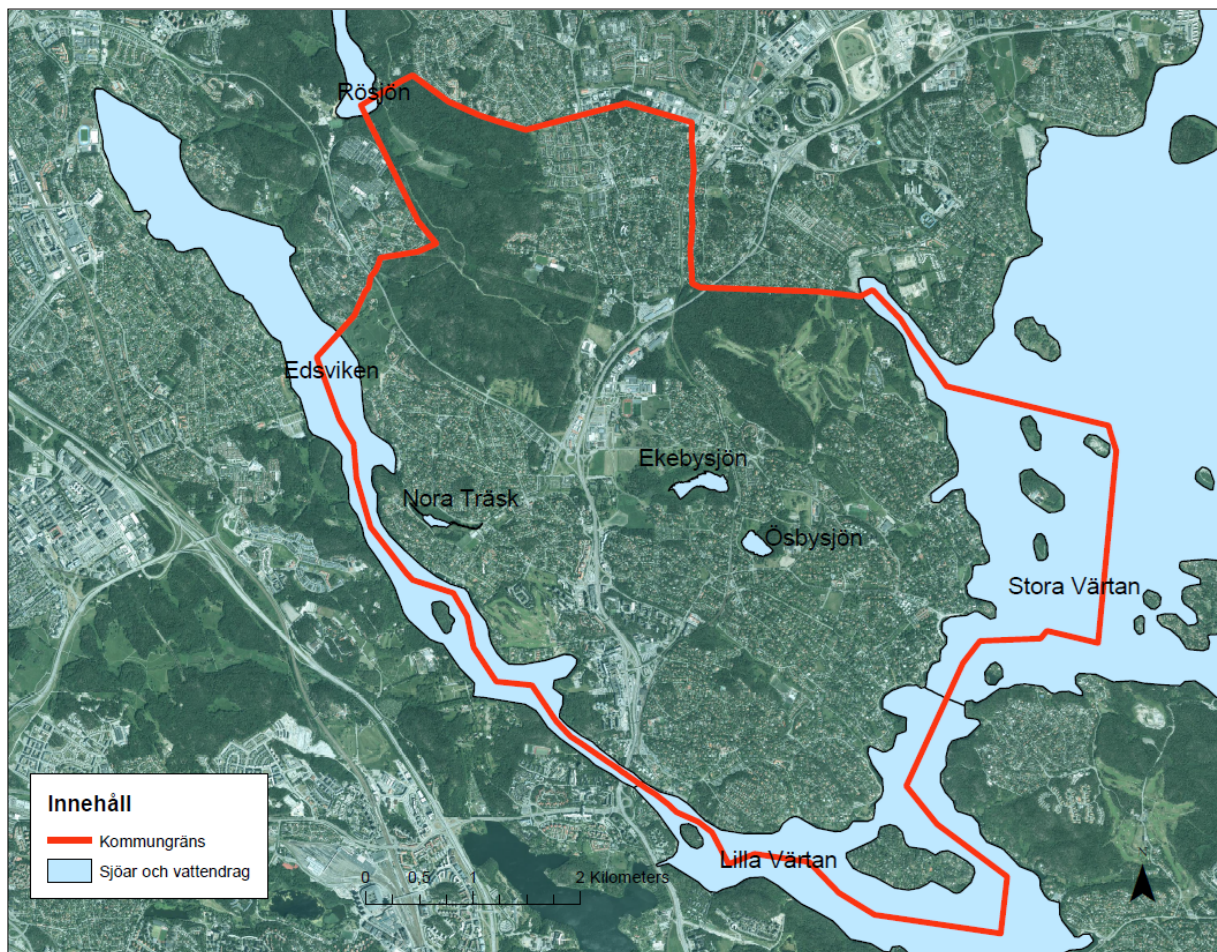 Rösjön
Edsviken
Ekebysjön
Nora Träsk
Ösbysjön
Stora Värtan
Innehåll
Kommungräns
Sjöar och vattendrag
Lilla Värtan
0 0,5 1 2 Kilometers